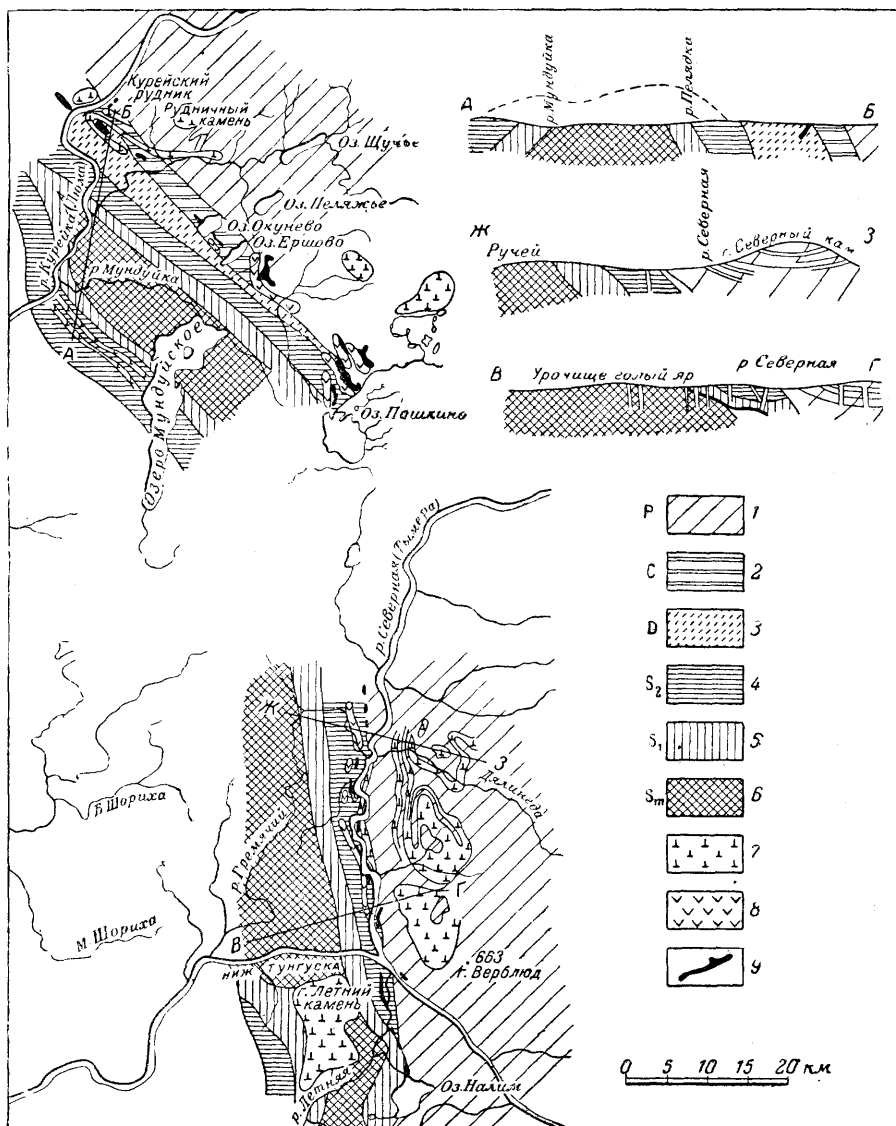 Курейский
рудник
Б
Рудничный
камень
Оз. Щучье
Оз. Пеляжье
Оз. Окунево
Оз. Ершово
р. Курейка (Люма)
р. Мундуйка
А
Озеро Мундуйское
Оз. Пашкино
А
р. Мундуйка
р. Пелядка
Б
Ж
Ручей
р. Северная
г. Северный кам
З
В
Урочище голый яр
р Северная
Г
р. Северная (Тымера)
Ж
З
Дялингда
Б Шориха
р. Гремячий
М. Шориха
В
Г
ниж тунгуска
663
г. Верблюд
г. Летний
камень
р. Летняя
Оз. Налим
P 1
C 2
D 3
S2 4
S1 5
Sm 6
7
8
9
0 5 10 15 20 км